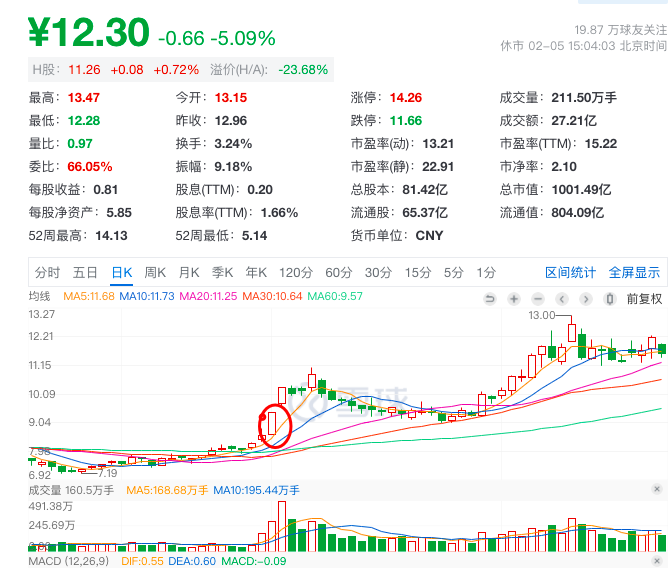 ¥12.30 -0.66 -5.09%
19.87 万球友关注
休市 02-05 15:04:03 北京时间
H股: 11.26 +0.08 +0.72% 溢价(H/A): -23.68%
最高: 13.47 今开: 13.15 涨停: 14.26 成交量: 211.50万手
最低: 12.28 昨收: 12.96 跌停: 11.66 成交额: 27.21亿
量比: 0.97 换手: 3.24% 市盈率(动): 13.21 市盈率(TTM): 15.22
委比: 66.05% 振幅: 9.18% 市盈率(静): 22.91 市净率: 2.10
每股收益: 0.81 股息(TTM): 0.20 总股本: 81.42亿 总市值: 1001.49亿
每股净资产: 5.85 股息率(TTM): 1.66% 流通股: 65.37亿 流通值: 804.09亿
52周最高: 14.13 52周最低: 5.14 货币单位: CNY
分时 五日 日K 周K 月K 季K 年K 120分 60分 30分 15分 5分 1分 区间统计 全屏显示
均线 MA5:11.68 MA10:11.73 MA20:11.25 MA30:10.64 MA60:9.57 前复权
13.27
13.00
12.21
11.15
10.09
雪球
9.04
7.98
7.19
6.92
成交量 160.5万手 MA5:168.68万手 MA10:195.44万手
491.38万
245.69万
MACD (12,26,9) DIF:0.55 DEA:0.60 MACD:-0.09